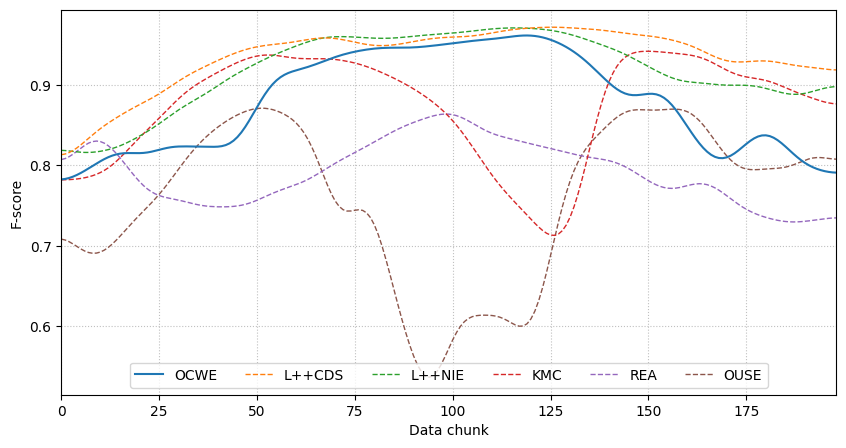 F-score
0.9
0.8
0.7
0.6
OCWE L++CDS L++NIE KMC REA OUSE
0 25 50 75 100 125 150 175
Data chunk